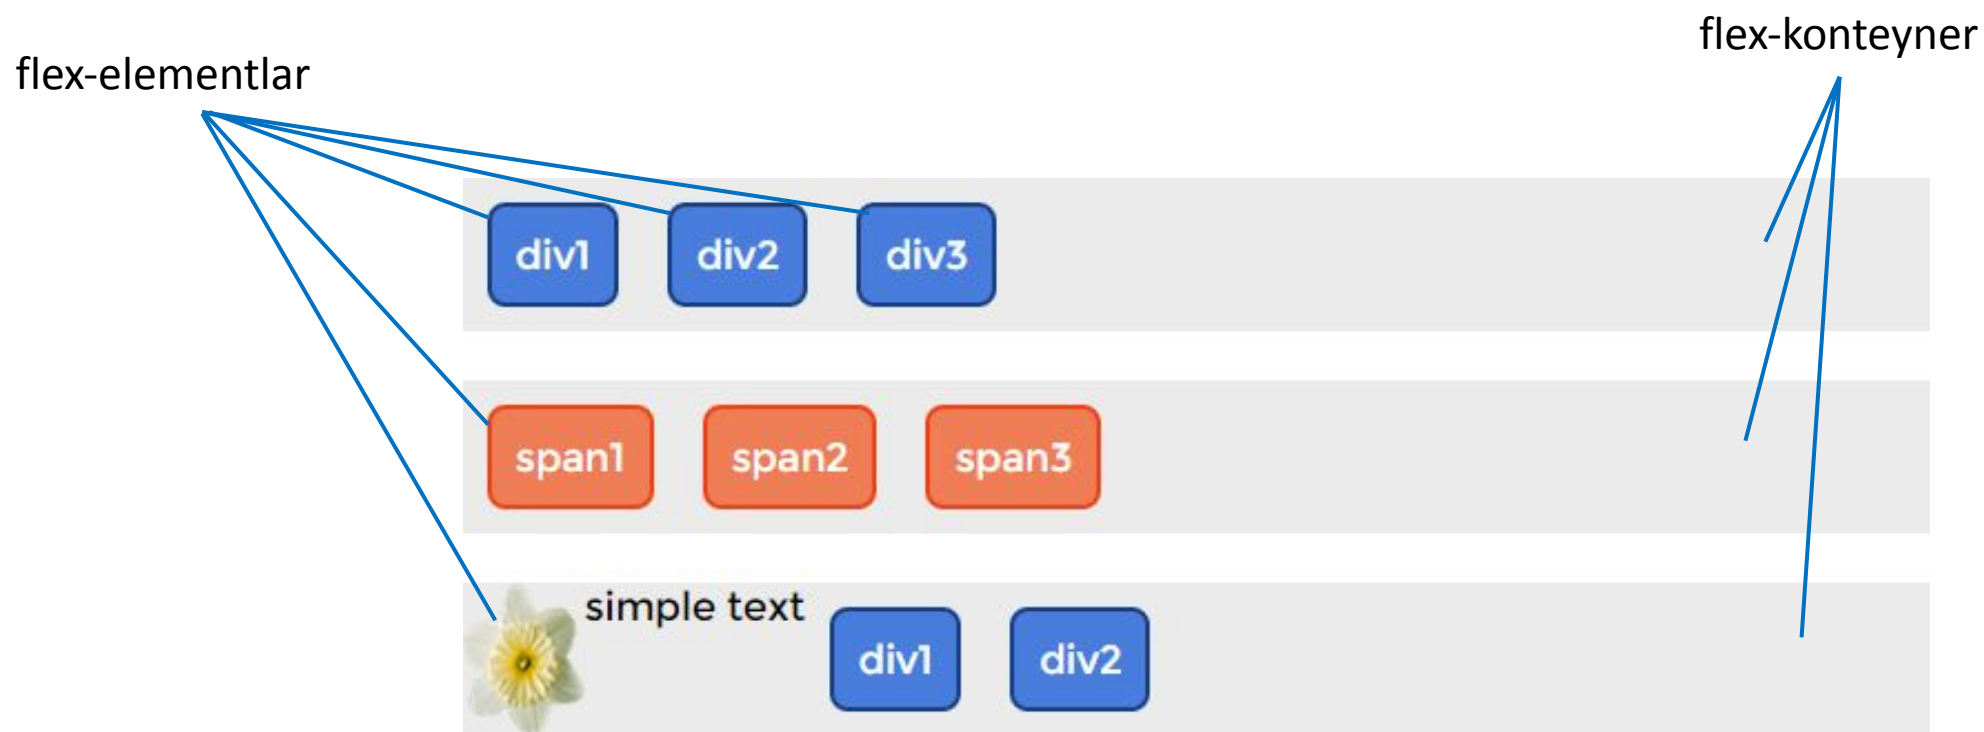 flex-konteyner
flex-elementlar
div1 div2 div3
span1 span2 span3
simple text
div1 div2